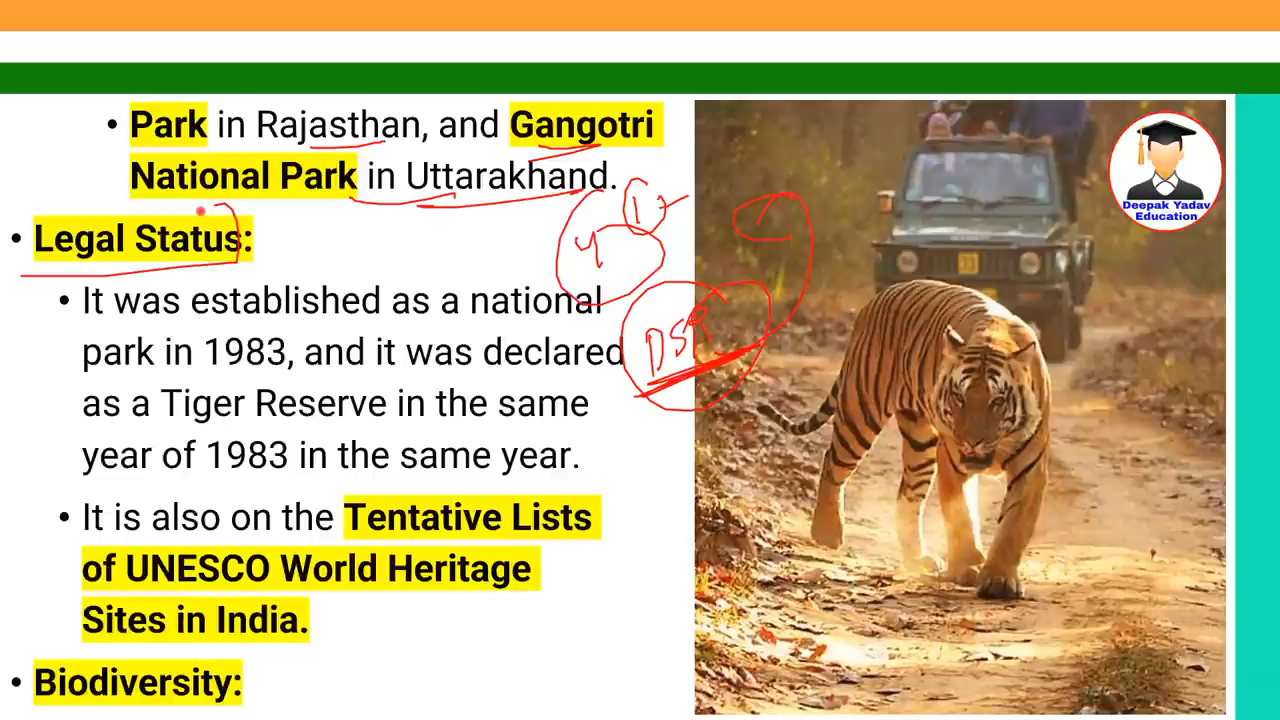 • Park in Rajasthan, and Gangotri
National Park in Uttarakhand.
• Legal Status:
• It was established as a national
park in 1983, and it was declared
as a Tiger Reserve in the same
year of 1983 in the same year.
• It is also on the Tentative Lists
of UNESCO World Heritage
Sites in India.
• Biodiversity:
DSR
Deepak Yadav
Education